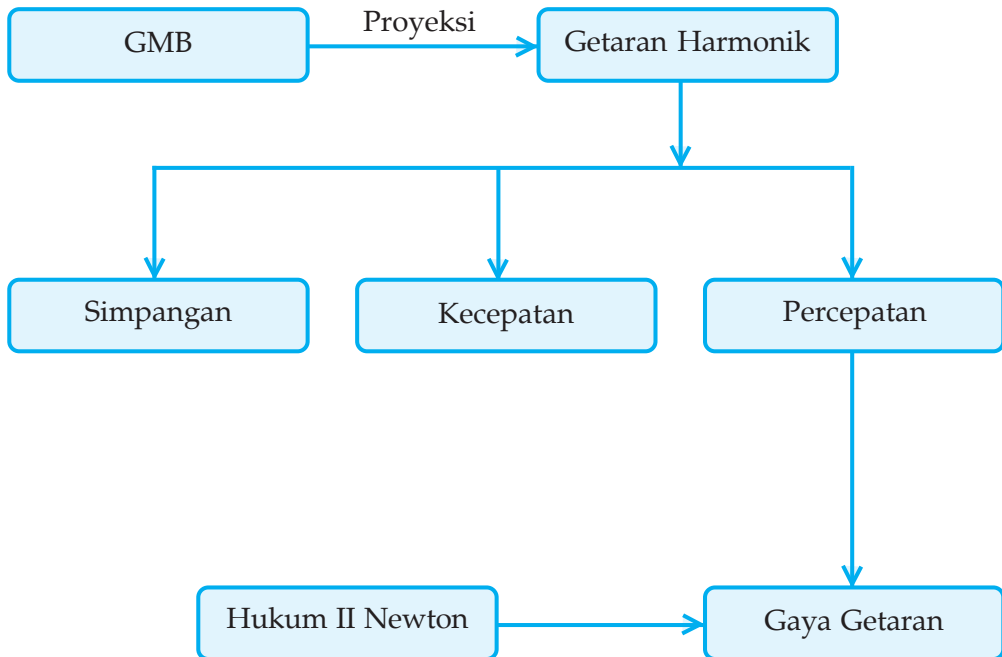 GMB
Proyeksi
Getaran Harmonik
Simpangan
Kecepatan
Percepatan
Hukum II Newton
Gaya Getaran